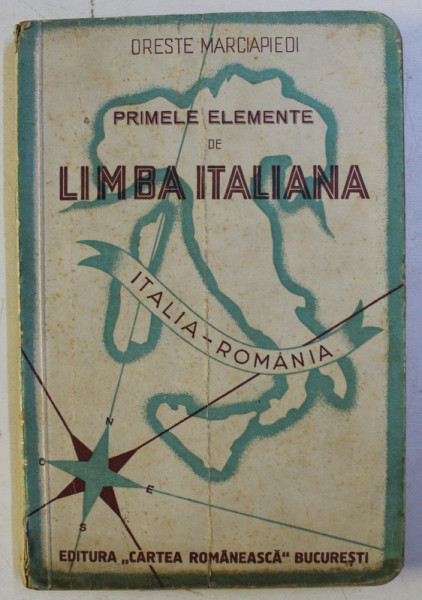 ORESTE MARCIAPIEDI
PRIMELE ELEMENTE
DE
LIMBA ITALIANA
ITALIA-ROMÂNIA
N
O
E
S
EDITURA „CARTEA ROMÂNEASCĂ“ BUCUREȘTI